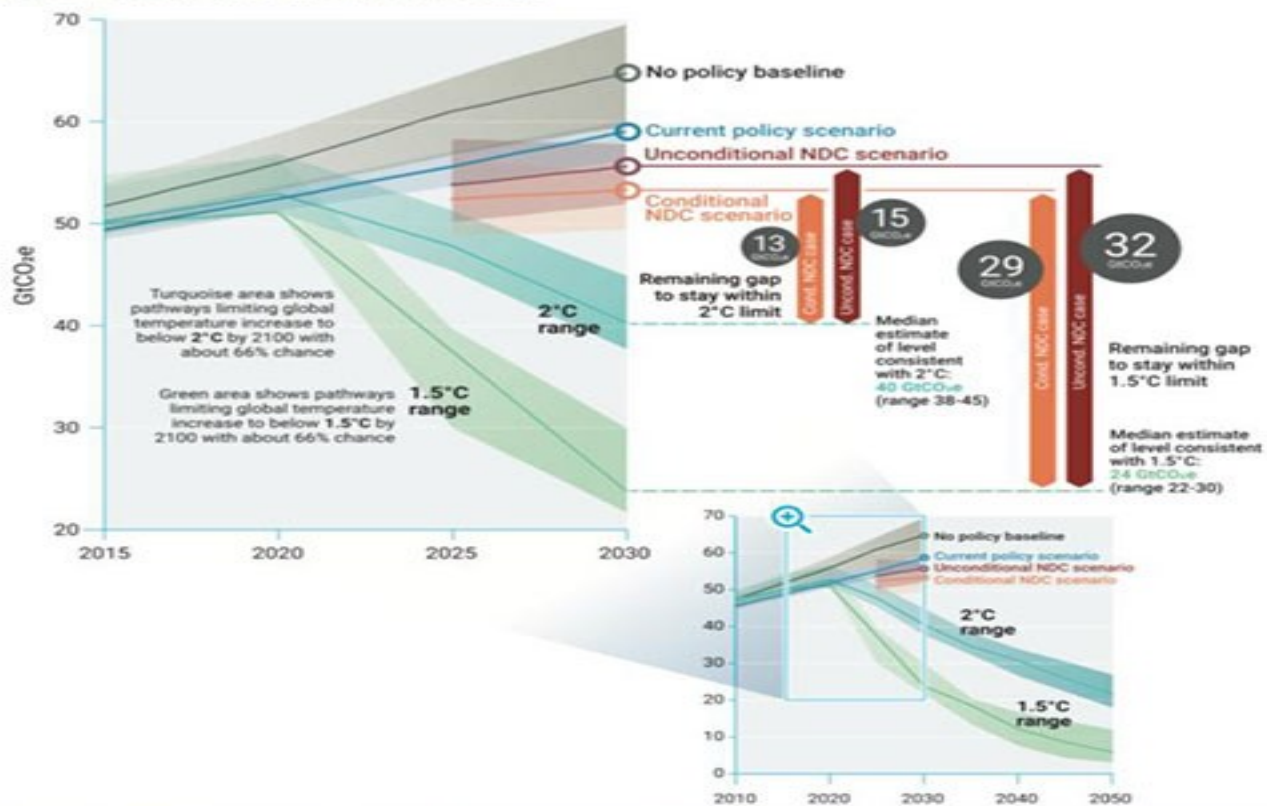 70
60
50
40
30
20
GtCO₂e
2015
2020
2025
2030
No policy baseline
Current policy scenario
Unconditional NDC scenario
Conditional
NDC scenario
Turquoise area shows
pathways limiting global
temperature increase to
below 2°C by 2100 with
about 66% chance
Green area shows pathways
limiting global temperature
increase to below 1.5°C by
2100 with about 66% chance
2°C
range
1.5°C
range
13
GtCO₂e
15
GtCO₂e
Cond. NDC case
Uncond. NDC case
Remaining gap
to stay within
2°C limit
Median
estimate
of level
consistent
with 2°C:
40 GtCO₂e
(range 38-45)
29
GtCO₂e
32
GtCO₂e
Cond. NDC case
Uncond. NDC case
Remaining gap
to stay within
1.5°C limit
Median estimate
of level consistent
with 1.5°C:
24 GtCO₂e
(range 22-30)
70
60
50
40
30
20
10
0
No policy baseline
Current policy scenario
Unconditional NDC scenario
Conditional NDC scenario
2°C
range
1.5°C
range
2010
2020
2030
2040
2050